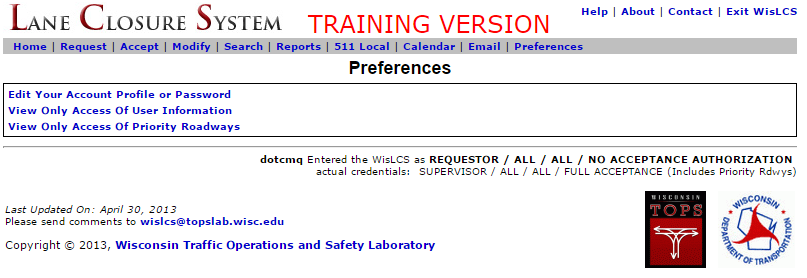 LANE CLOSURE SYSTEM TRAINING VERSION
Help | About | Contact | Exit WisLCS
Home | Request | Accept | Modify | Search | Reports | 511 Local | Calendar | Email | Preferences
Preferences
Edit Your Account Profile or Password
View Only Access Of User Information
View Only Access Of Priority Roadways
dotcmq Entered the WisLCS as REQUESTOR / ALL / ALL / NO ACCEPTANCE AUTHORIZATION
actual credentials: SUPERVISOR / ALL / ALL / FULL ACCEPTANCE (Includes Priority Rdwys)
Last Updated On: April 30, 2013
Please send comments to wislcs@topslab.wisc.edu
Copyright © 2013, Wisconsin Traffic Operations and Safety Laboratory
WISCONSIN
TOPS
WISCONSIN
DEPARTMENT OF TRANSPORTATION